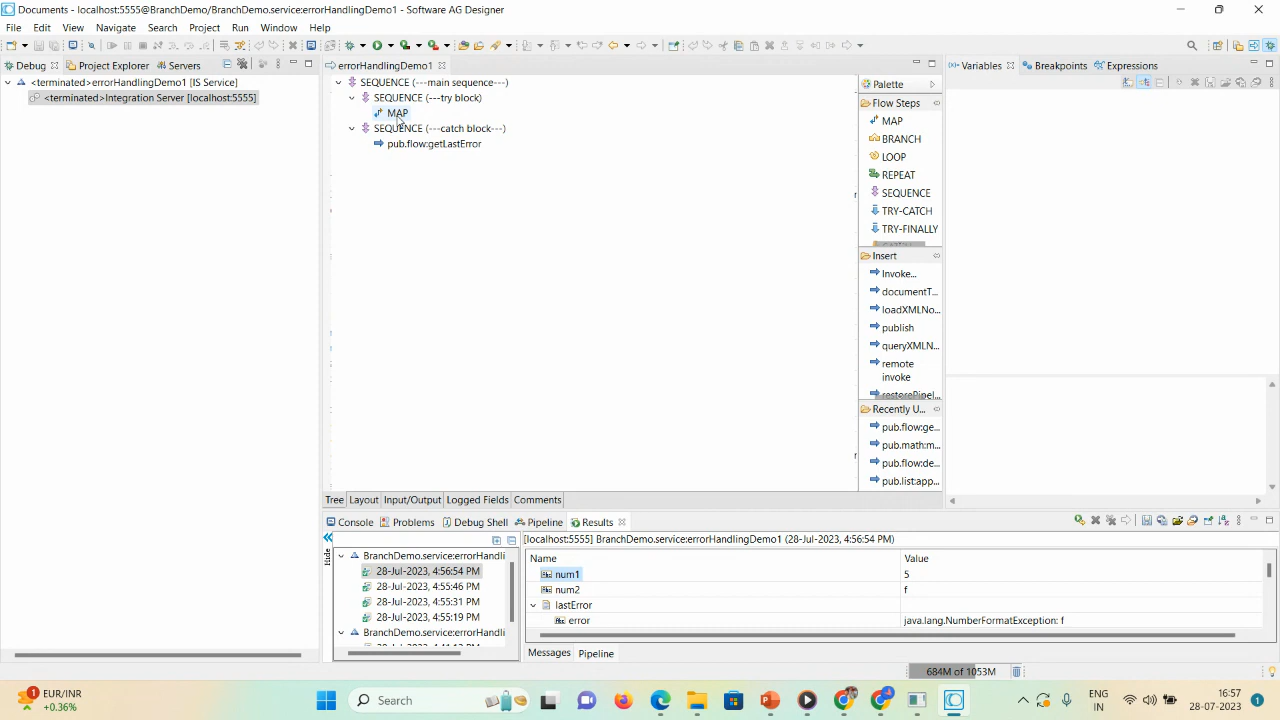 Documents - localhost:5555@BranchDemo/BranchDemo.service:errorHandlingDemo1 - Software AG Designer
File Edit View Navigate Search Project Run Window Help
Debug Project Explorer Servers
<terminated>errorHandlingDemo1 [IS Service]
<terminated>Integration Server [localhost:5555]
errorHandlingDemo1
SEQUENCE (---main sequence---)
SEQUENCE (---try block)
MAP
SEQUENCE (---catch block---)
pub.flow:getLastError
Tree Layout Input/Output Logged Fields Comments
Palette
Flow Steps
MAP
BRANCH
LOOP
REPEAT
SEQUENCE
TRY-CATCH
TRY-FINALLY
Insert
Invoke...
documentT...
loadXMLNo...
publish
queryXMLN...
remote
invoke
restorePipel...
Recently U...
pub.flow:ge...
pub.math:m...
pub.flow:de...
pub.list:app...
Variables Breakpoints Expressions
Console Problems Debug Shell Pipeline Results
Hide
BranchDemo.service:errorHandli
28-Jul-2023, 4:56:54 PM
28-Jul-2023, 4:55:46 PM
28-Jul-2023, 4:55:31 PM
28-Jul-2023, 4:55:19 PM
BranchDemo.service:errorHandli
[localhost:5555] BranchDemo.service:errorHandlingDemo1 (28-Jul-2023, 4:56:54 PM)
Name Value
num1 5
num2 f
lastError
error java.lang.NumberFormatException: f
Messages Pipeline
684M of 1053M
EUR/INR
+0.36%
1
Search
ENG
IN
16:57
28-07-2023
1